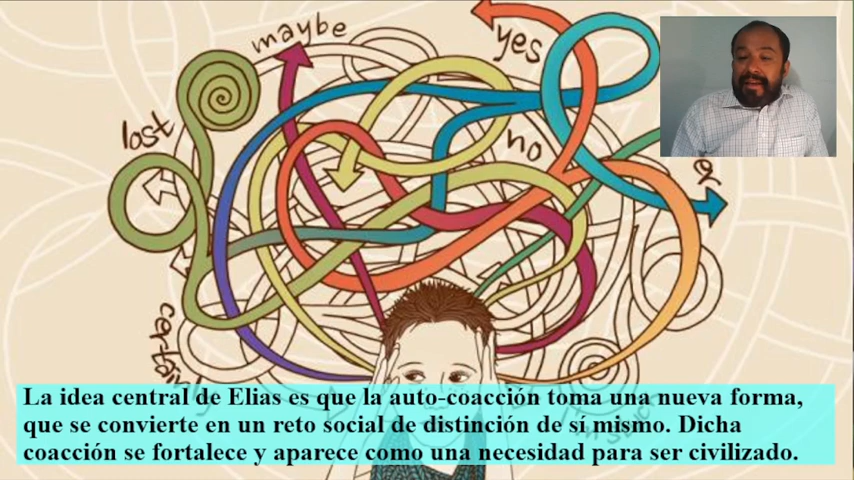 maybe
yes
lost
no
La idea central de Elias es que la auto-coacción toma una nueva forma,
que se convierte en un reto social de distinción de sí mismo. Dicha
coacción se fortalece y aparece como una necesidad para ser civilizado.